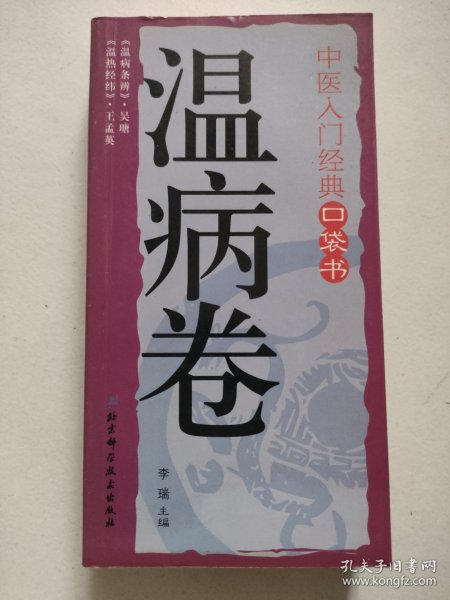 中医入门经典口袋书
温病卷
《温病条辨》·吴瑭
《温热经纬》·王孟英
李瑞 主编
北京科学技术出版社
孔夫子旧书网
www.kongfz.com